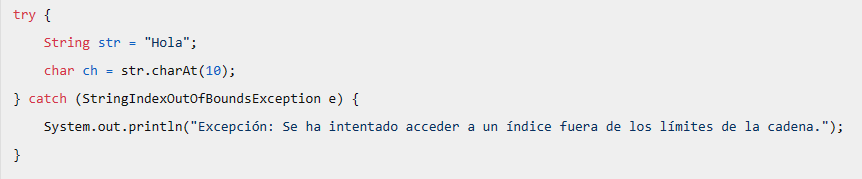 try {
    String str = "Hola";
    char ch = str.charAt(10);
} catch (StringIndexOutOfBoundsException e) {
    System.out.println("Excepción: Se ha intentado acceder a un índice fuera de los límites de la cadena.");
}